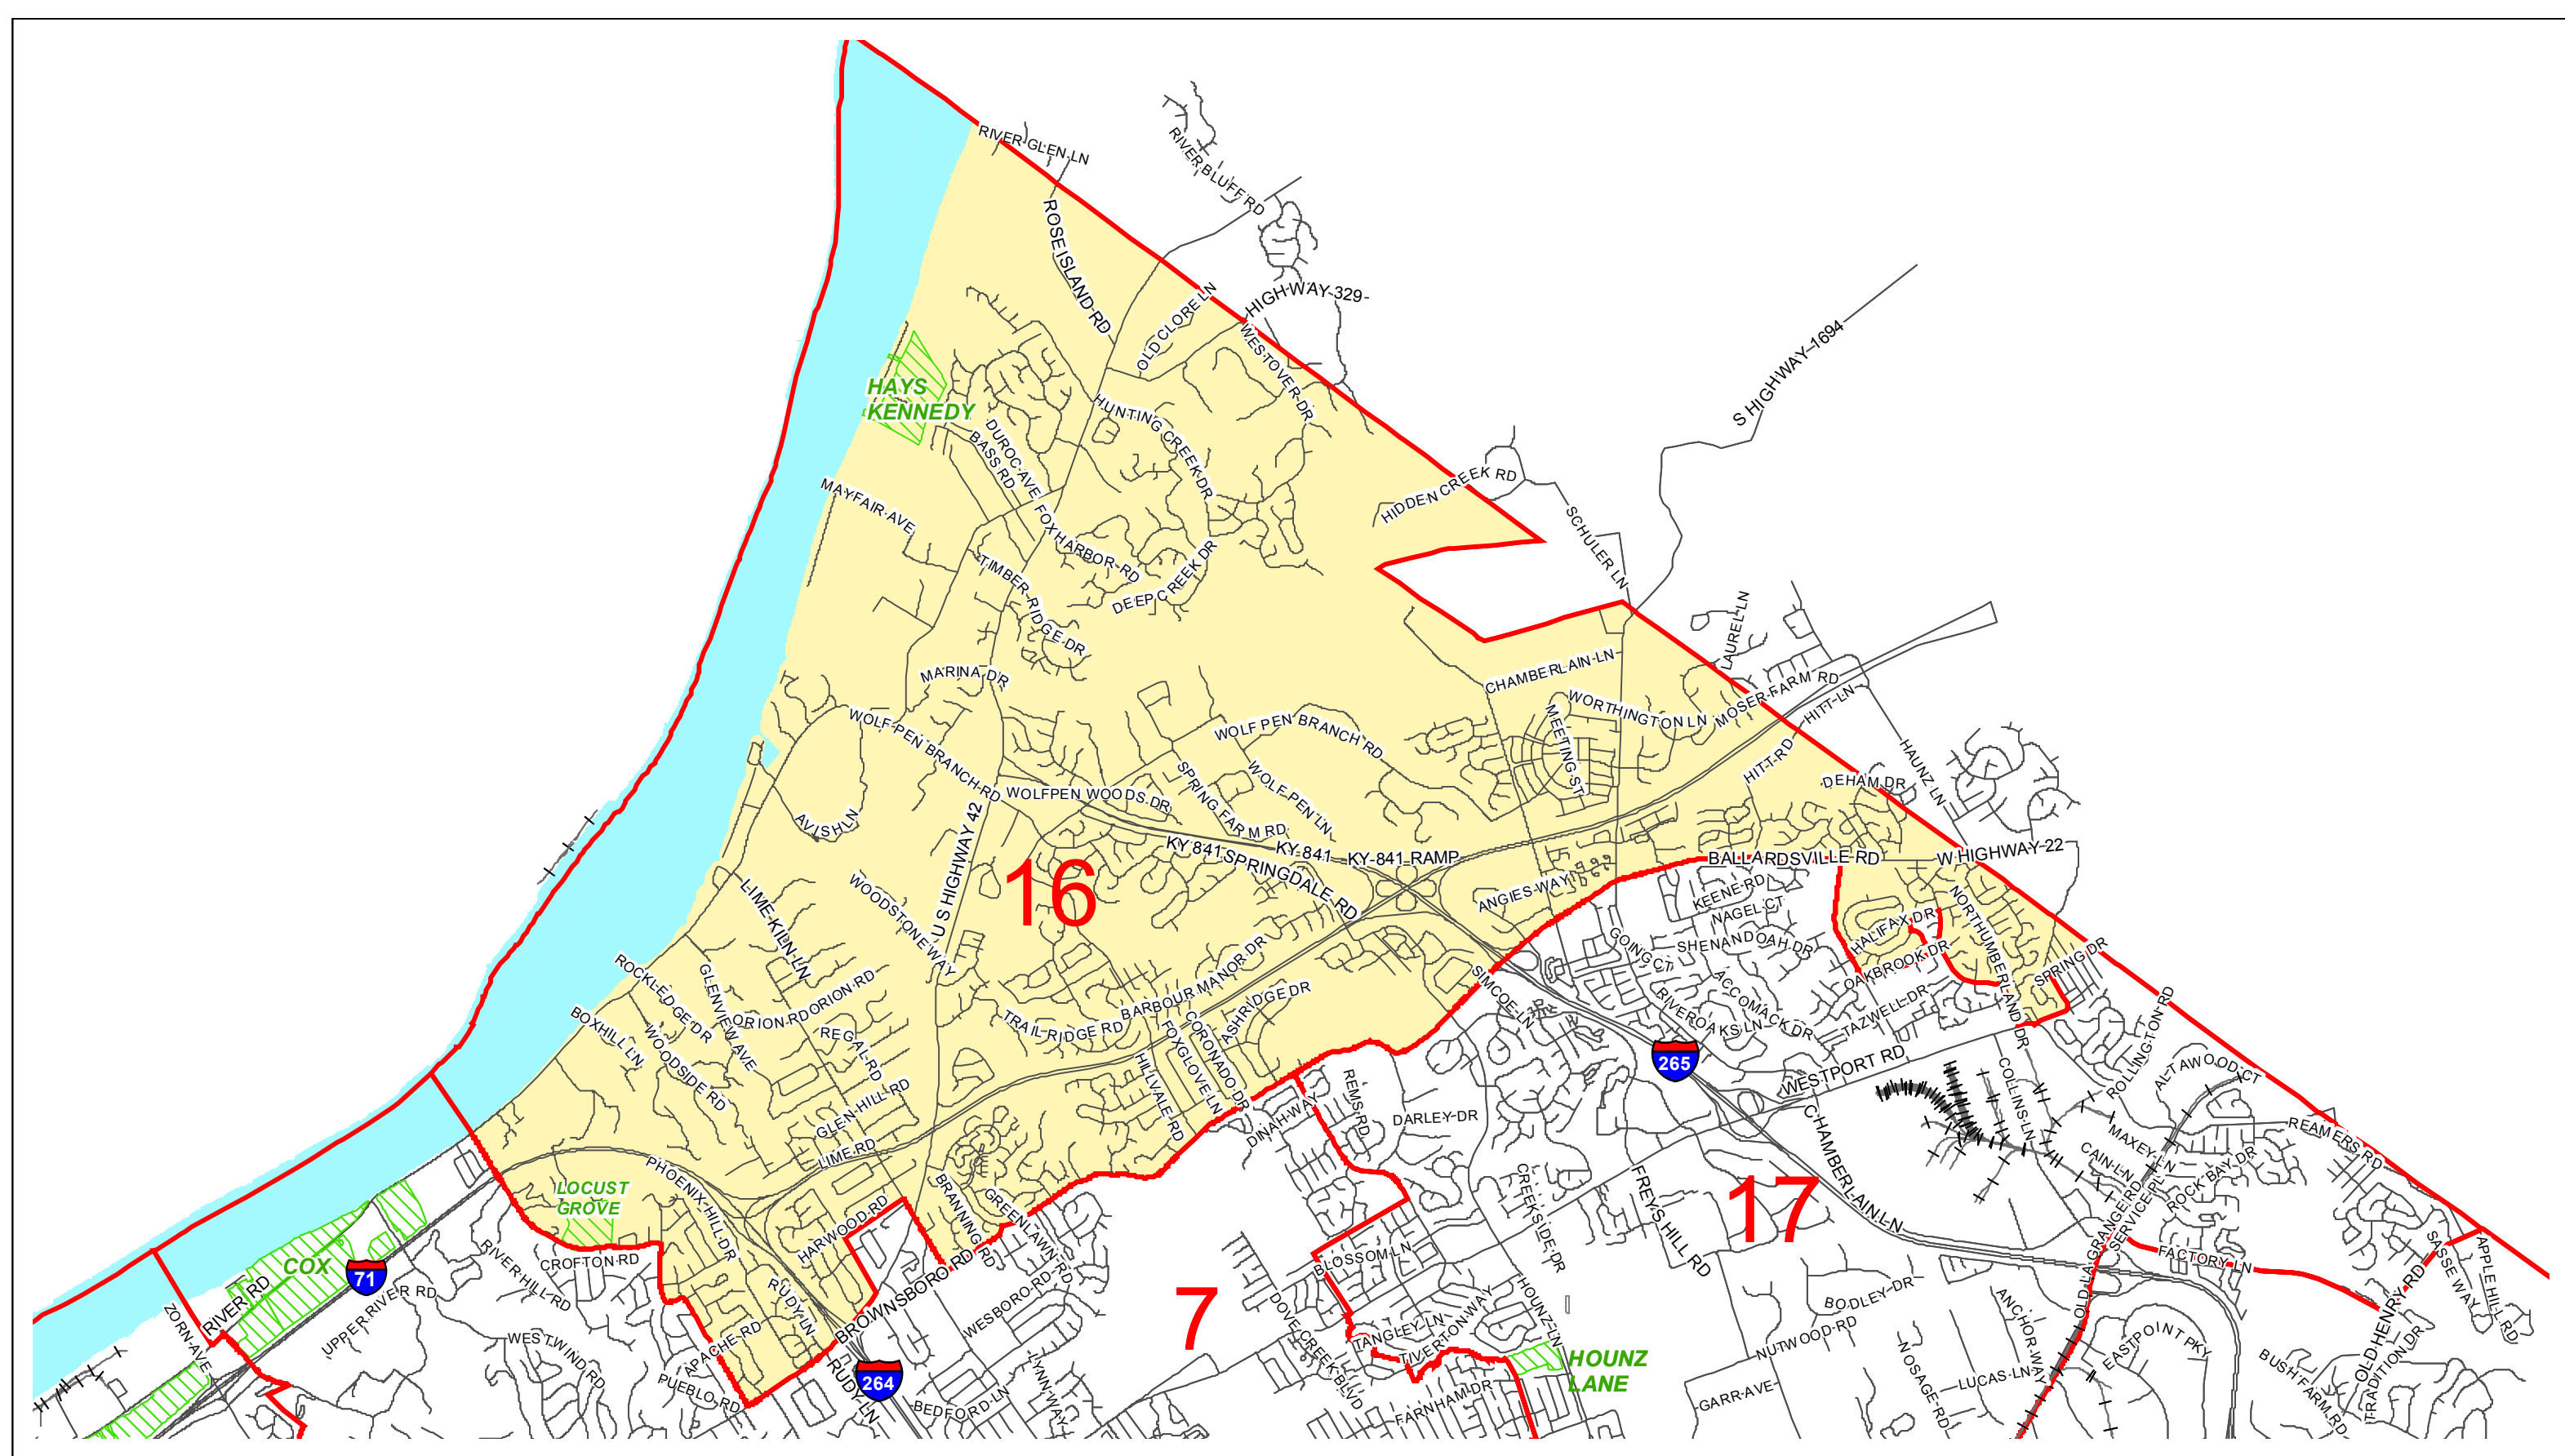 RIVER GLEN LN
RIVER BLUFF RD
ROSE ISLAND RD
OLD CLORE LN
HIGHWAY 329
WESTOVER DR
S HIGHWAY 1694
HAYS
KENNEDY
HUNTING CREEK DR
DUROC AVE
BASS RD
MAYFAIR AVE
FOX HARBOR RD
HIDDEN CREEK RD
SCHULER LN
TIMBER RIDGE DR
DEEP CREEK DR
LAUREL LN
MARINA DR
CHAMBERLAIN LN
WORTHINGTON LN
MOSER FARM RD
HITT LN
WOLF PEN BRANCH RD
WOLF PEN BRANCH RD
MEETING ST
HITT RD
HAUNZ LN
DEHAM DR
SPRING FARM RD
WOLF PEN LN
WOLFPEN WOODS DR
AVISH LN
U S HIGHWAY 42
KY 841
KY 841
KY-841 RAMP
SPRINGDALE RD
BALLARDSVILLE RD
W HIGHWAY 22
16
LIME KILN LN
WOODSTONE WAY
ANGIES WAY
KEENE RD
NAGEL CT
NORTHUMBERLAND DR
HALIFAX DR
GOING CT
SHENANDOAH DR
OAKBROOK DR
SPRING DR
ROCKLEDGE DR
GLENVIEW AVE
ORION RD
ORION RD
BARBOUR MANOR DR
SIMCOE LN
ACCOMACK DR
RIVEROAKS LN
TAZWELL DR
BOXHILL LN
WOODSIDE RD
REGAL RD
TRAIL RIDGE RD
ASHRIDGE DR
CORONADO DR
FOXGLOVE LN
HILLVALE RD
265
WESTPORT RD
COLLINS LN
ROLLINGTON RD
ALTAWOOD CT
GLEN HILL RD
DINAH WAY
REMS RD
DARLEY DR
CHAMBERLAIN LN
MAXEY LN
CAIN LN
REAMERS RD
LIME RD
PHOENIX HILL DR
LOCUST
GROVE
BRANNING RD
GREENLAWN RD
HARWOOD RD
CREEKSIDE DR
FREYS HILL RD
17
SERVICE PL
ROCK BAY DR
OLD LAGRANGE RD
FACTORY LN
SASSE WAY
APPLE HILL RD
COX
71
RIVER RD
ZORN AVE
UPPER RIVER RD
RIVER HILL RD
CROFTON RD
RUDY LN
BROWNSBORO RD
WESBORO RD
7
BLOSSOM LN
DOVE CREEK BLVD
HOUNZ LN
BODLEY DR
NUTWOOD RD
ANCHOR WAY
EASTPOINT PKY
OLD HENRY RD
TRADITION DR
BUSH FARM RD
WESTWIND RD
APACHE RD
PUEBLO RD
RUDY LN
264
BEDFORD LN
LYNN WAY
TANGLEY LN
TIVERTON WAY
FARNHAM DR
HOUNZ
LANE
GARR AVE
NOSAGE RD
LUCAS LN